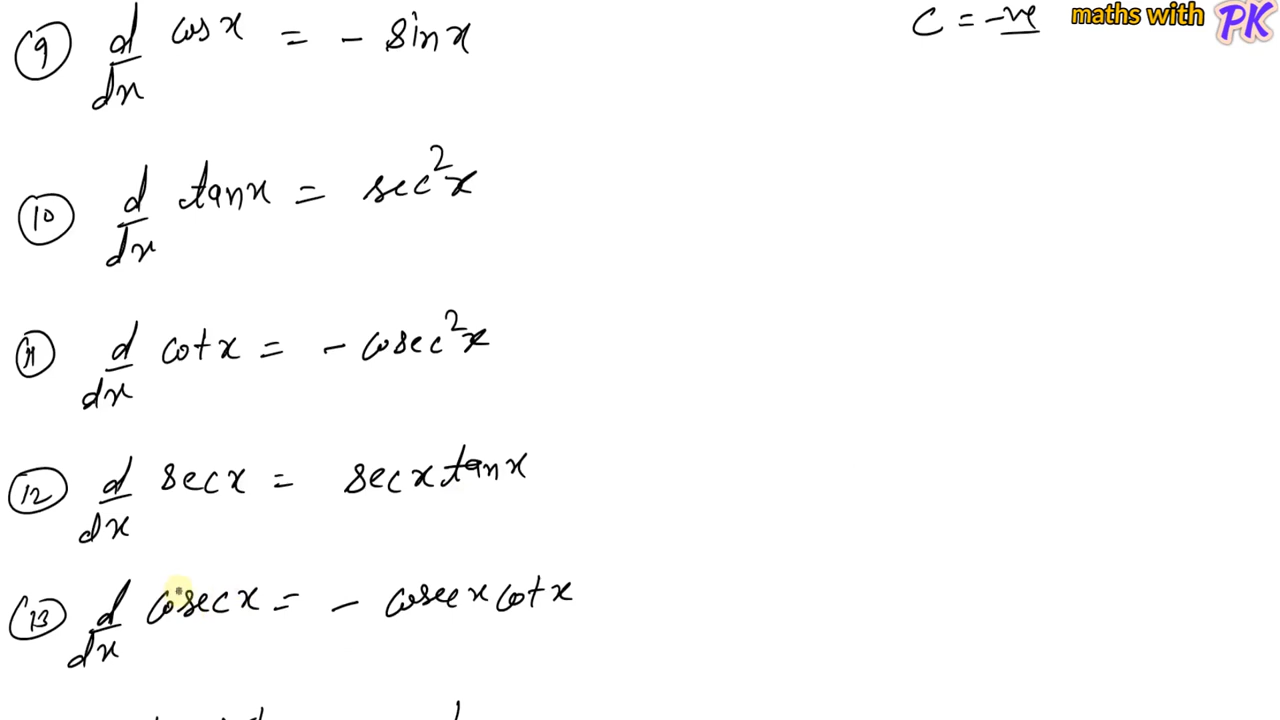 C = -ve maths with PK
(9) d/dx cos x = - sin x
(10) d/dx tan x = sec²x
(11) d/dx cot x = - cosec²x
(12) d/dx sec x = sec x tan x
(13) d/dx cosec x = - cosec x cot x